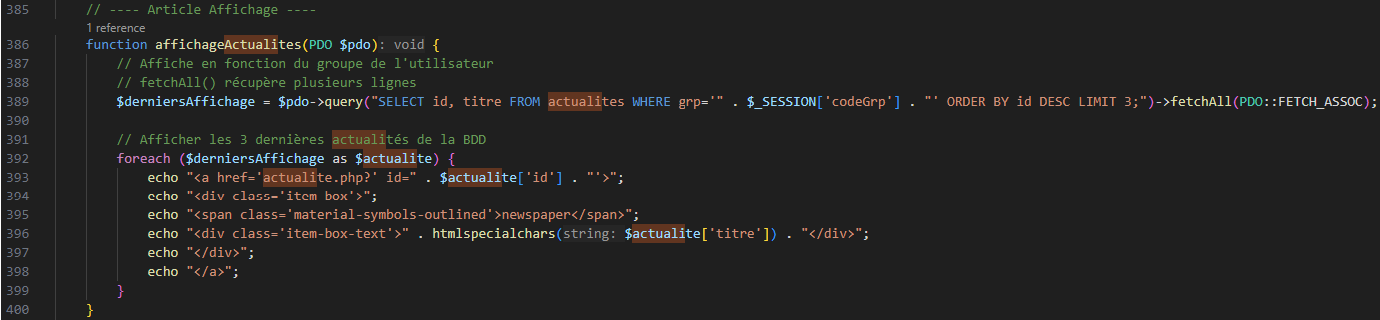 385 // ---- Article Affichage ----
1 reference
386 function affichageActualites(PDO $pdo): void {
387 // Affiche en fonction du groupe de l'utilisateur
388 // fetchAll() récupère plusieurs lignes
389 $derniersAffichage = $pdo->query("SELECT id, titre FROM actualites WHERE grp='" . $_SESSION['codeGrp'] . "' ORDER BY id DESC LIMIT 3;")->fetchAll(PDO::FETCH_ASSOC);
390
391 // Afficher les 3 dernières actualités de la BDD
392 foreach ($derniersAffichage as $actualite) {
393 echo "<a href='actualite.php?' id=" . $actualite['id'] . "'>";
394 echo "<div class='item box'>";
395 echo "<span class='material-symbols-outlined'>newspaper</span>";
396 echo "<div class='item-box-text'>" . htmlspecialchars(string: $actualite['titre']) . "</div>";
397 echo "</div>";
398 echo "</a>";
399 }
400 }